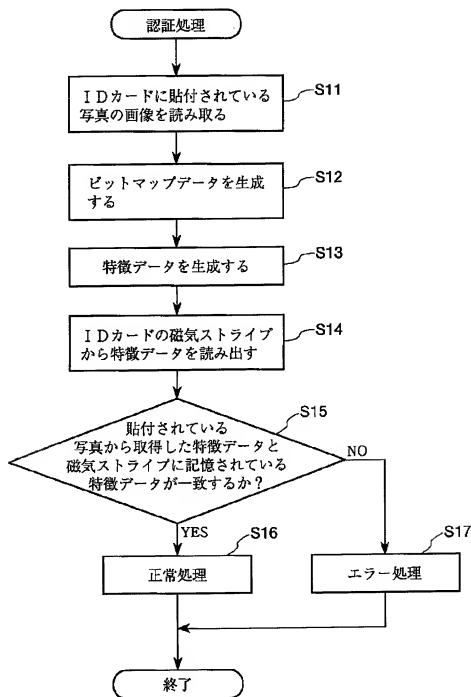 認証処理
IDカードに貼付されている
写真の画像を読み取る
S11
ビットマップデータを生成
する
S12
特徴データを生成する
S13
IDカードの磁気ストライプ
から特徴データを読み出す
S14
貼付されている
写真から取得した特徴データと
磁気ストライプに記憶されている
特徴データが一致するか？
S15
NO
YES
正常処理
S16
エラー処理
S17
終了